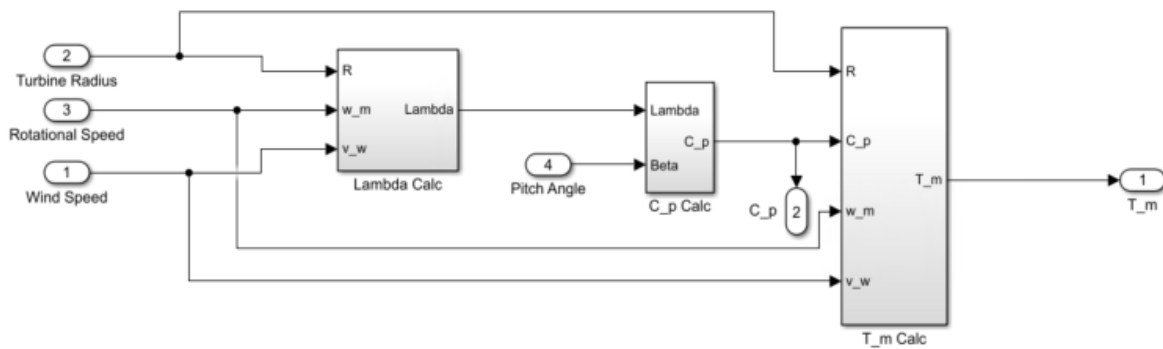 2
Turbine Radius
3
Rotational Speed
1
Wind Speed
R
w_m
v_w
Lambda
Lambda Calc
4
Pitch Angle
Lambda
Beta
C_p
C_p Calc
C_p
2
R
C_p
w_m
v_w
T_m
T_m Calc
1
T_m